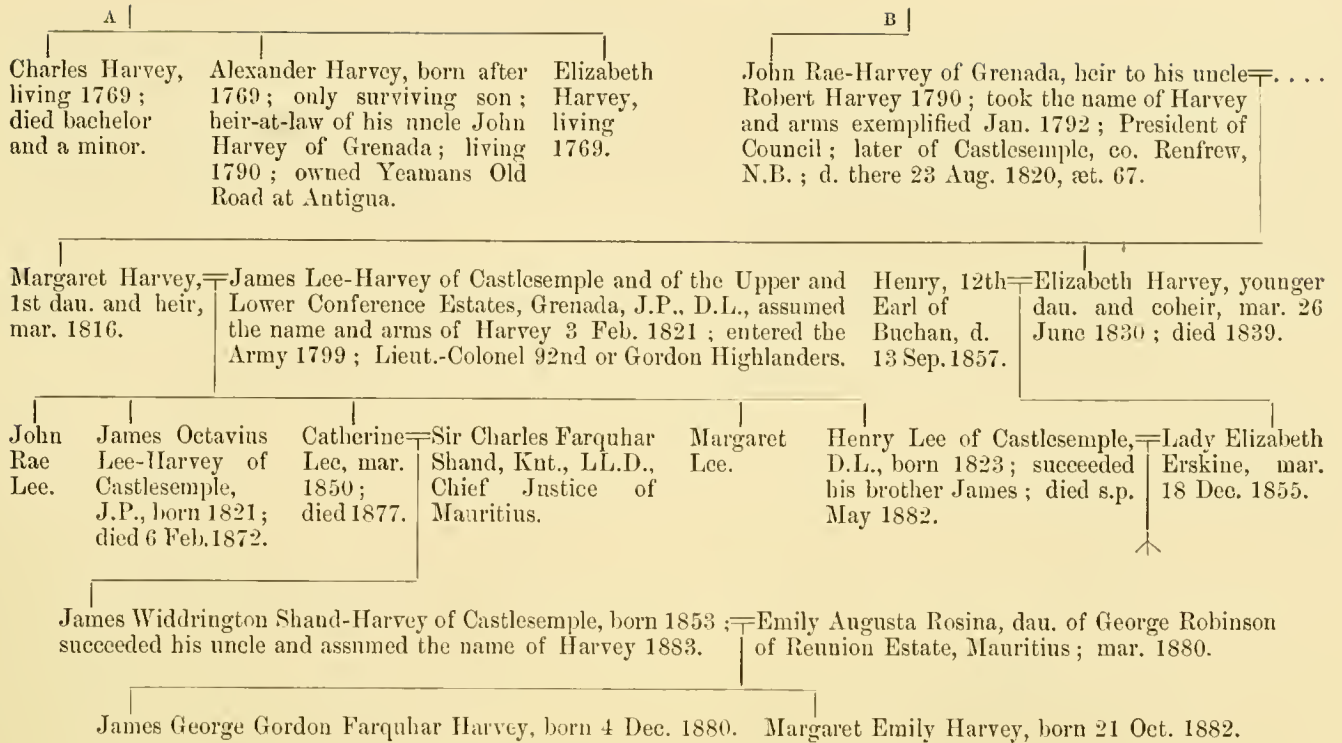 A
B
Charles Harvey,
living 1769 ;
died bachelor
and a minor.
Alexander Harvey, born after
1769 ; only surviving son ;
heir-at-law of his uncle John
Harvey of Grenada ; living
1790 ; owned Yeamans Old
Road at Antigua.
Elizabeth
Harvey,
living
1769.
John Rae-Harvey of Grenada, heir to his uncle=. . . .
Robert Harvey 1790 ; took the name of Harvey
and arms exemplified Jan. 1792 ; President of
Council ; later of Castlesemple, co. Renfrew,
N.B. ; d. there 23 Aug. 1820, æt. 67.
Margaret Harvey,=
1st dau. and heir,
mar. 1816.
James Lee-Harvey of Castlesemple and of the Upper and
Lower Conference Estates, Grenada, J.P., D.L., assumed
the name and arms of Harvey 3 Feb. 1821 ; entered the
Army 1799 ; Lieut.-Colonel 92nd or Gordon Highlanders.
Henry, 12th=
Earl of
Buchan, d.
13 Sep. 1857.
Elizabeth Harvey, younger
dau. and coheir, mar. 26
June 1830 ; died 1839.
John
Rae
Lee.
James Octavius
Lee-Harvey of
Castlesemple,
J.P., born 1821 ;
died 6 Feb. 1872.
Catherine=
Lee, mar.
1850 ;
died 1877.
Sir Charles Farquhar
Shand, Knt., LL.D.,
Chief Justice of
Mauritius.
Margaret
Lee.
Henry Lee of Castlesemple,=
D.L., born 1823 ; succeeded
his brother James ; died s.p.
May 1882.
Lady Elizabeth
Erskine, mar.
18 Dec. 1855.
James Widdrington Shand-Harvey of Castlesemple, born 1853 ;=
succeeded his uncle and assumed the name of Harvey 1883.
Emily Augusta Rosina, dau. of George Robinson
of Reunion Estate, Mauritius ; mar. 1880.
James George Gordon Farquhar Harvey, born 4 Dec. 1880.
Margaret Emily Harvey, born 21 Oct. 1882.